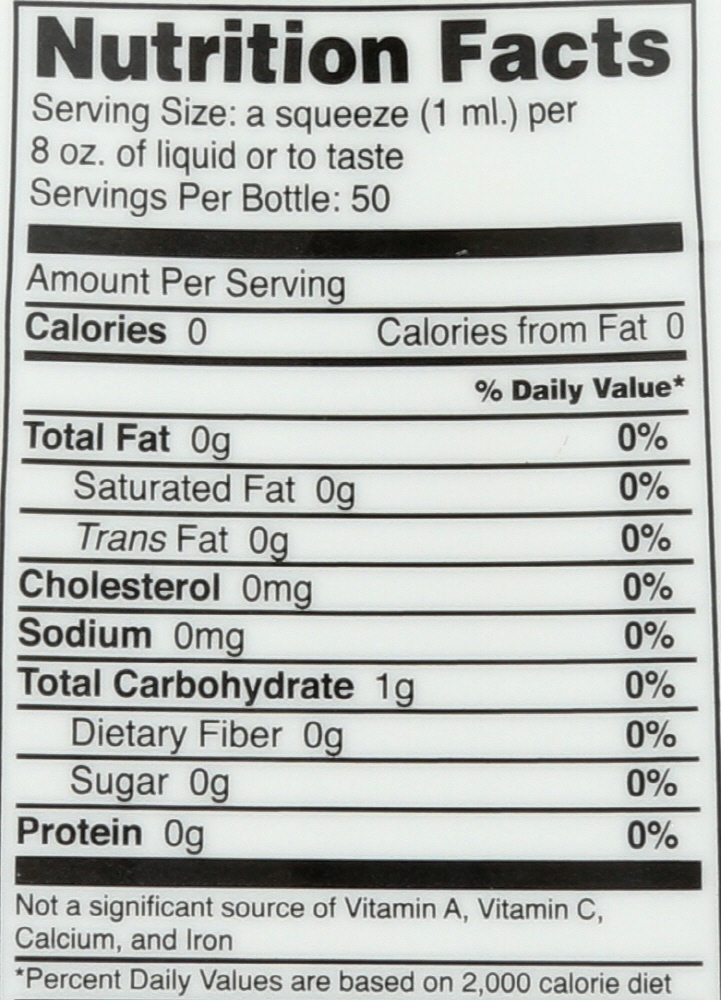 Nutrition Facts
Serving Size: a squeeze (1 ml.) per
8 oz. of liquid or to taste
Servings Per Bottle: 50
Amount Per Serving
Calories 0 Calories from Fat 0
% Daily Value*
Total Fat 0g 0%
Saturated Fat 0g 0%
Trans Fat 0g 0%
Cholesterol 0mg 0%
Sodium 0mg 0%
Total Carbohydrate 1g 0%
Dietary Fiber 0g 0%
Sugar 0g 0%
Protein 0g 0%
Not a significant source of Vitamin A, Vitamin C,
Calcium, and Iron
*Percent Daily Values are based on 2,000 calorie diet